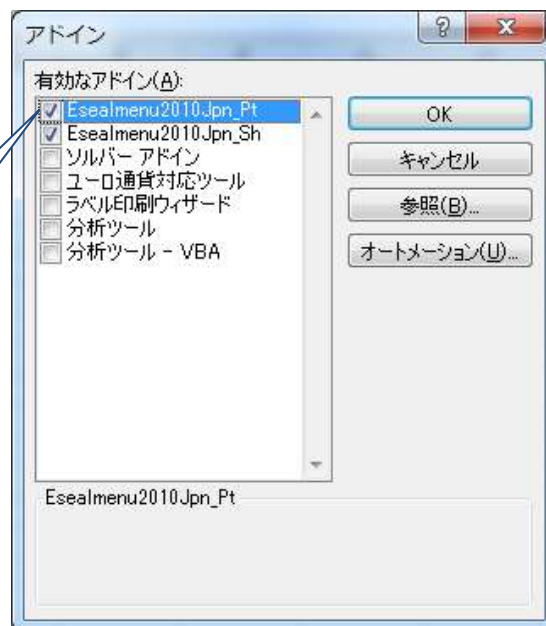 アドイン
有効なアドイン(A):
Esealmenu2010Jpn_Pt
Esealmenu2010Jpn_Sh
ソルバー アドイン
ユーロ通貨対応ツール
ラベル印刷ウィザード
分析ツール
分析ツール - VBA
OK
キャンセル
参照(B)...
オートメーション(U)...
Esealmenu2010Jpn_Pt